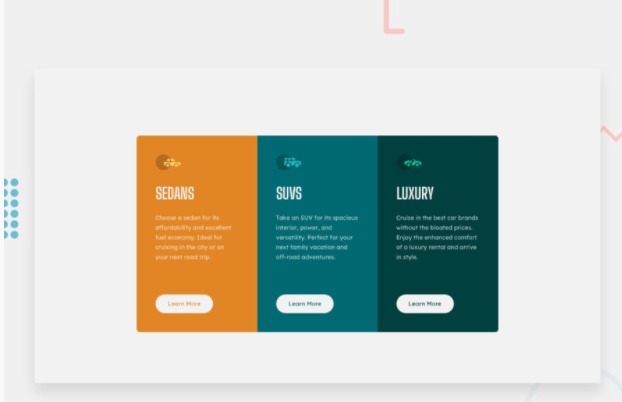 SEDANS
Choose a sedan for its
affordability and excellent
fuel economy. Ideal for
cruising in the city or on
your next road trip.
Learn More
SUVS
Take an SUV for its spacious
interior, power, and
versatility. Perfect for your
next family vacation and
off-road adventures.
Learn More
LUXURY
Cruise in the best car brands
without the bloated prices.
Enjoy the enhanced comfort
of a luxury rental and arrive
in style.
Learn More